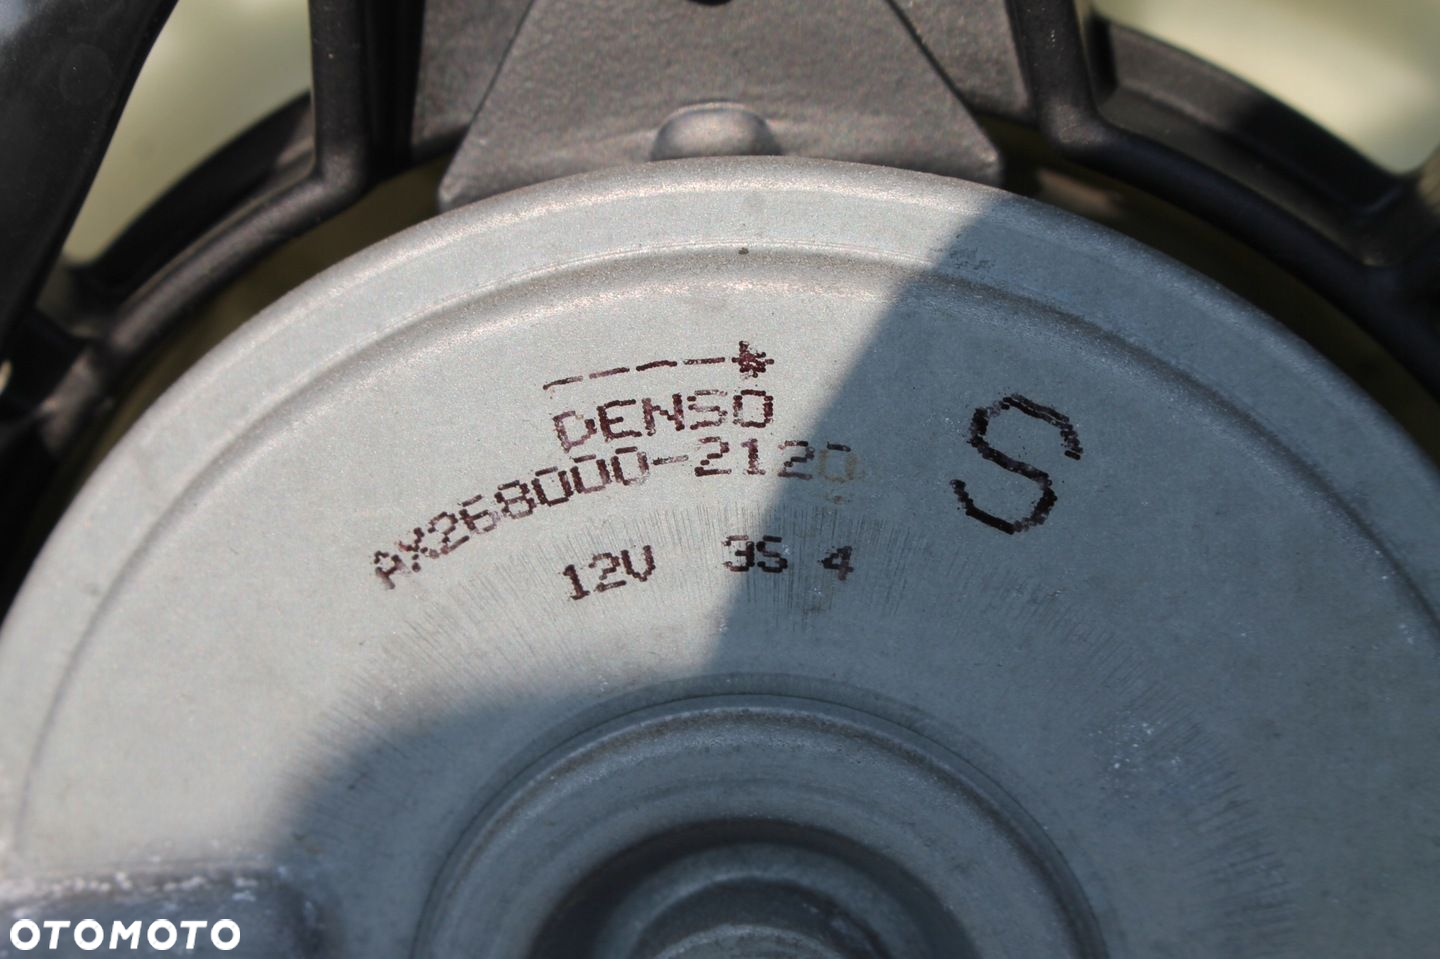 DENSO
AX268000-2120
12V 3S 4
S
OTOMOTO